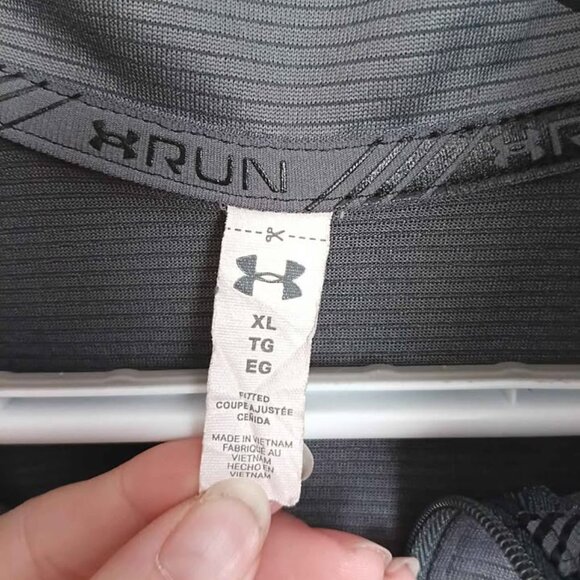 RUN
R
XL
TG
EG
FITTED
COUPE AJUSTÉE
CEÑIDA
MADE IN VIETNAM
FABRIQUÉ AU
VIETNAM
HECHO EN
VIETNAM